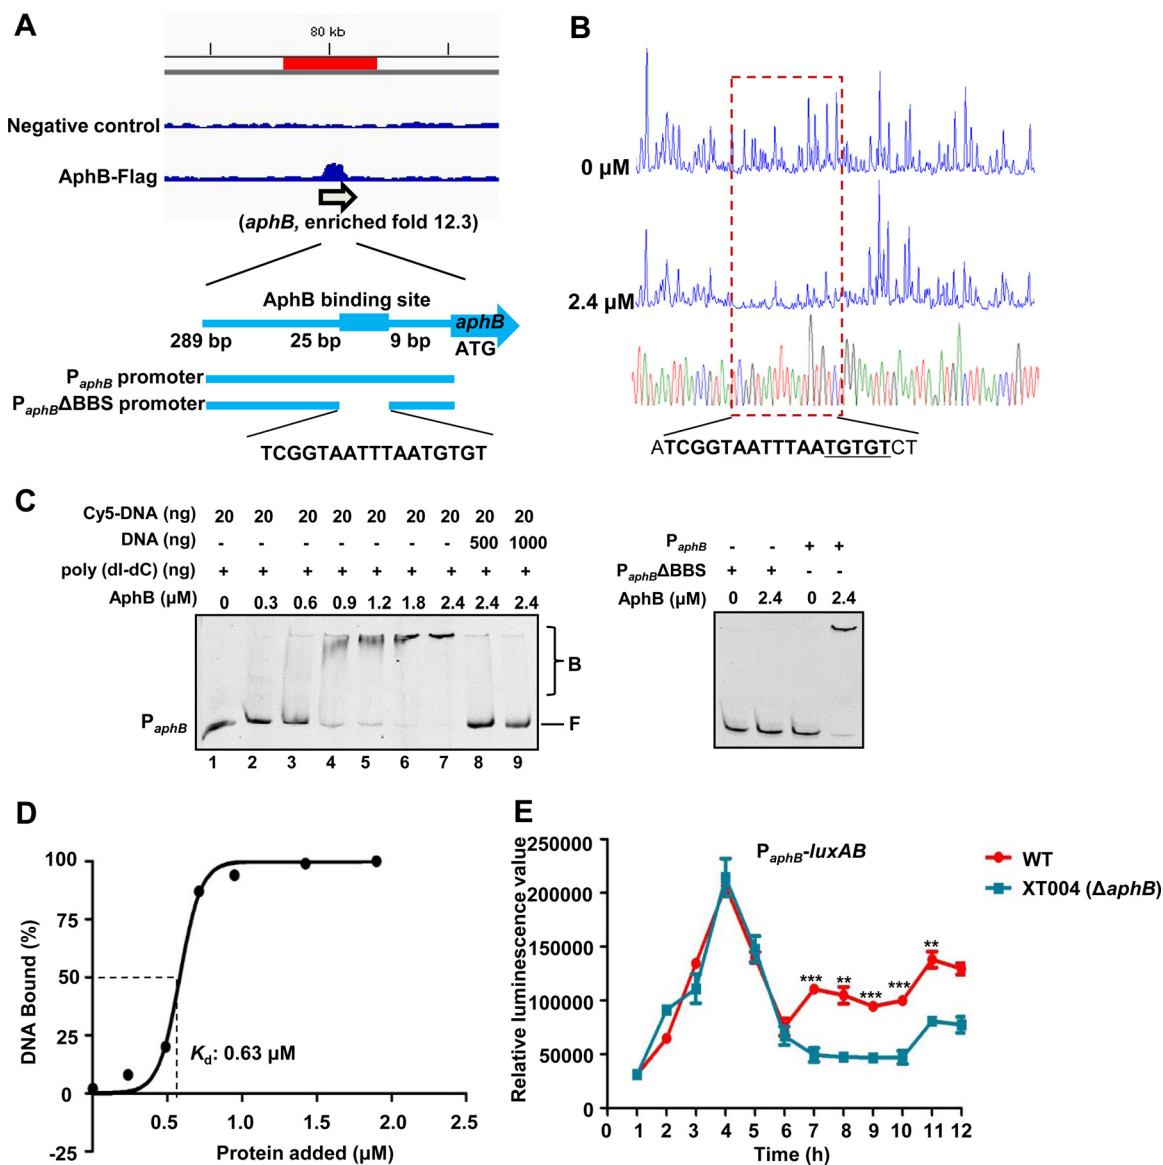 A
80 kb
Negative control
AphB-Flag
(aphB, enriched fold 12.3)
AphB binding site
aphB
289 bp
25 bp
9 bp
ATG
PaphB promoter
PaphBΔBBS promoter
TCGGTAATTTAATGTGT
B
0 μM
2.4 μM
ATCGGTAATTTAATGTGTCT
C
Cy5-DNA (ng) 20 20 20 20 20 20 20 20 20
DNA (ng) - - - - - - - 500 1000
poly (dI-dC) (ng) + + + + + + + + +
AphB (μM) 0 0.3 0.6 0.9 1.2 1.8 2.4 2.4 2.4
B
PaphB
F
1 2 3 4 5 6 7 8 9
PaphB - - + +
PaphBΔBBS + + - -
AphB (μM) 0 2.4 0 2.4
D
DNA Bound (%)
100
75
50
25
0
-25
0.5 1.0 1.5 2.0 2.5
Kd: 0.63 μM
Protein added (μM)
E
Relative luminescence value
250000
200000
150000
100000
50000
0
PaphB-luxAB
WT
XT004 (ΔaphB)
*** ** *** *** **
0 1 2 3 4 5 6 7 8 9 10 11 12
Time (h)